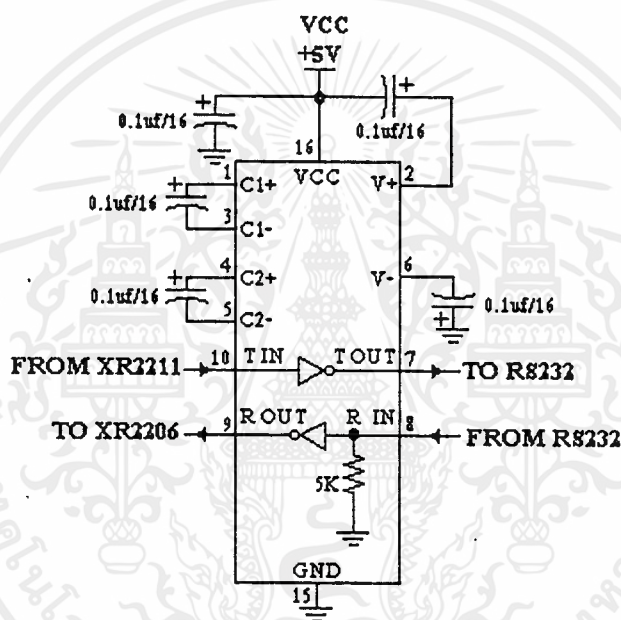 VCC
+5V
+
0.1uf/16
+
0.1uf/16
16
1
C1+
VCC
V+
2
+
0.1uf/16
3
C1-
4
C2+
V-
6
+
0.1uf/16
5
C2-
+
0.1uf/16
FROM XR2211
10
TIN
TOUT
7
TO RS232
TO XR2206
9
ROUT
R IN
8
FROM RS232
5K
GND
15